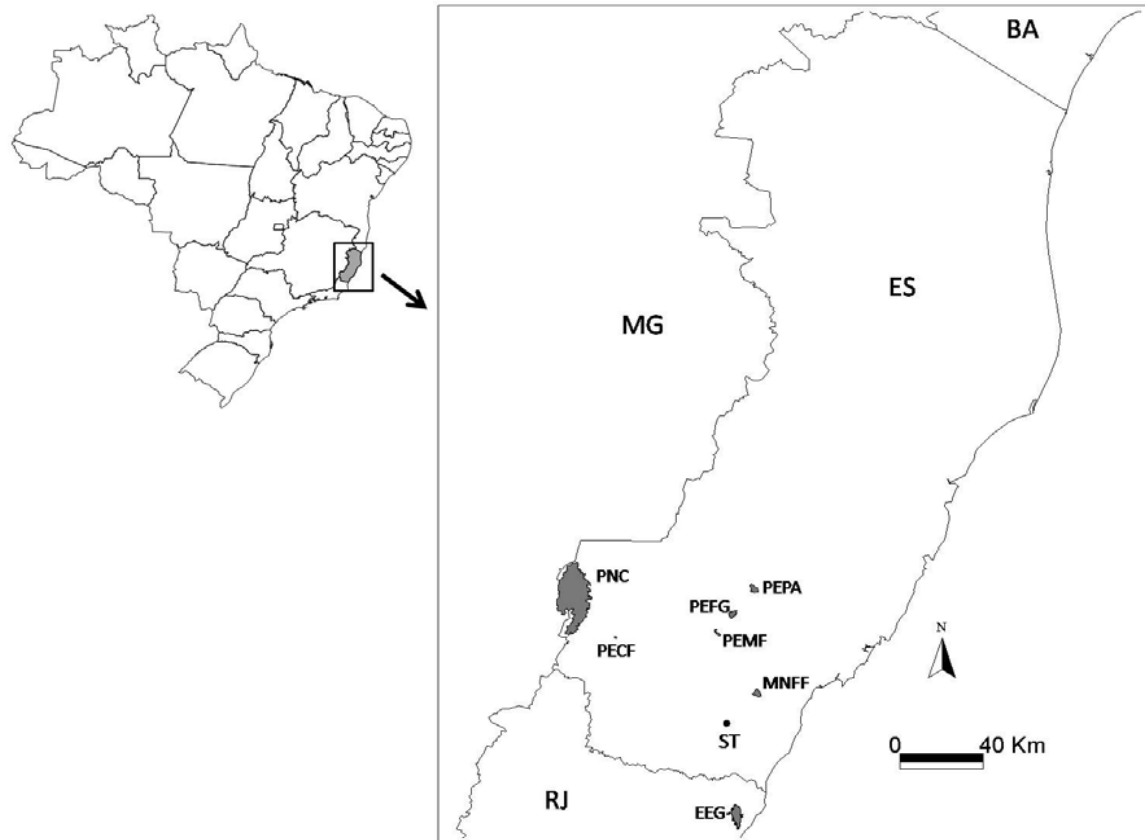 BA
ES
MG
PNC
PEPA
PEFG
PEMF
PECF
N
MNFF
ST
0 40 Km
RJ
EEG